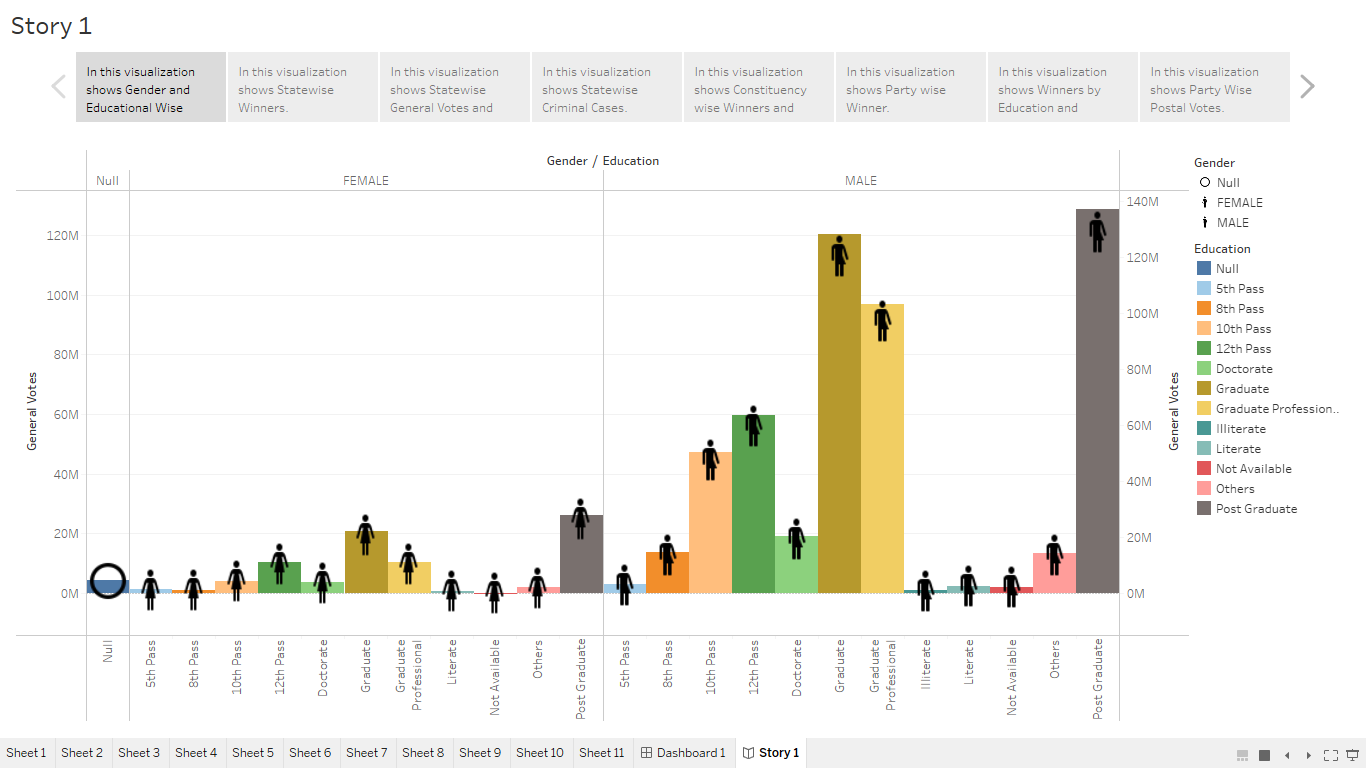 Story 1
In this visualization
shows Gender and
Educational Wise
In this visualization
shows Statewise
Winners.
In this visualization
shows Statewise
General Votes and
In this visualization
shows Statewise
Criminal Cases.
In this visualization
shows Constituency
wise Winners and
In this visualization
shows Party wise
Winner.
In this visualization
shows Winners by
Education and
In this visualization
shows Party Wise
Postal Votes.
Gender / Education
Null
FEMALE
MALE
General Votes
120M
100M
80M
60M
40M
20M
0M
140M
120M
100M
80M
60M
40M
20M
0M
General Votes
Null
5th Pass
8th Pass
10th Pass
12th Pass
Doctorate
Graduate
Graduate
Professional
Literate
Not Available
Others
Post Graduate
5th Pass
8th Pass
10th Pass
12th Pass
Doctorate
Graduate
Graduate
Professional
Illiterate
Literate
Not Available
Others
Post Graduate
Gender
Null
FEMALE
MALE
Education
Null
5th Pass
8th Pass
10th Pass
12th Pass
Doctorate
Graduate
Graduate Profession..
Illiterate
Literate
Not Available
Others
Post Graduate
Sheet 1 Sheet 2 Sheet 3 Sheet 4 Sheet 5 Sheet 6 Sheet 7 Sheet 8 Sheet 9 Sheet 10 Sheet 11 Dashboard 1 Story 1